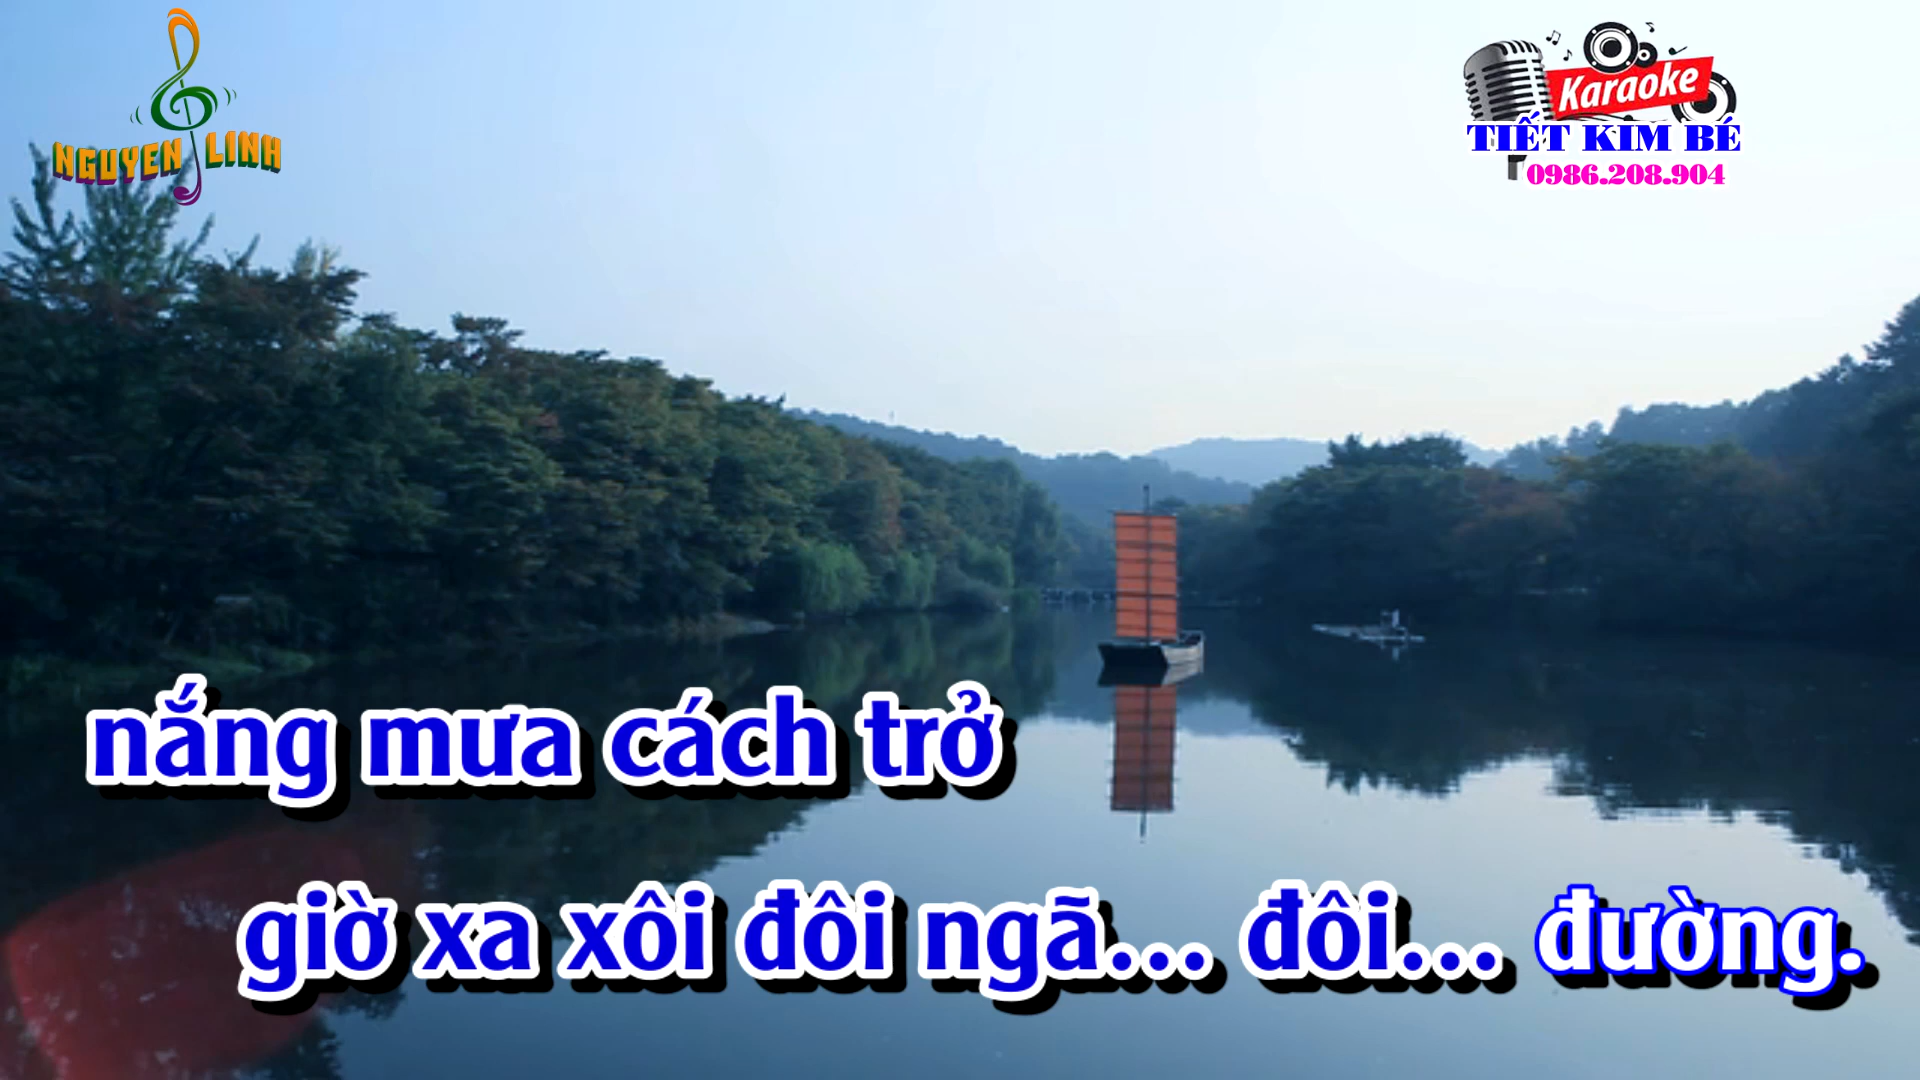 NGUYEN LINH
Karaoke
TIẾT KIM BÉ
0986.208.904
nắng mưa cách trở
giờ xa xôi đôi ngã... đôi... đường.